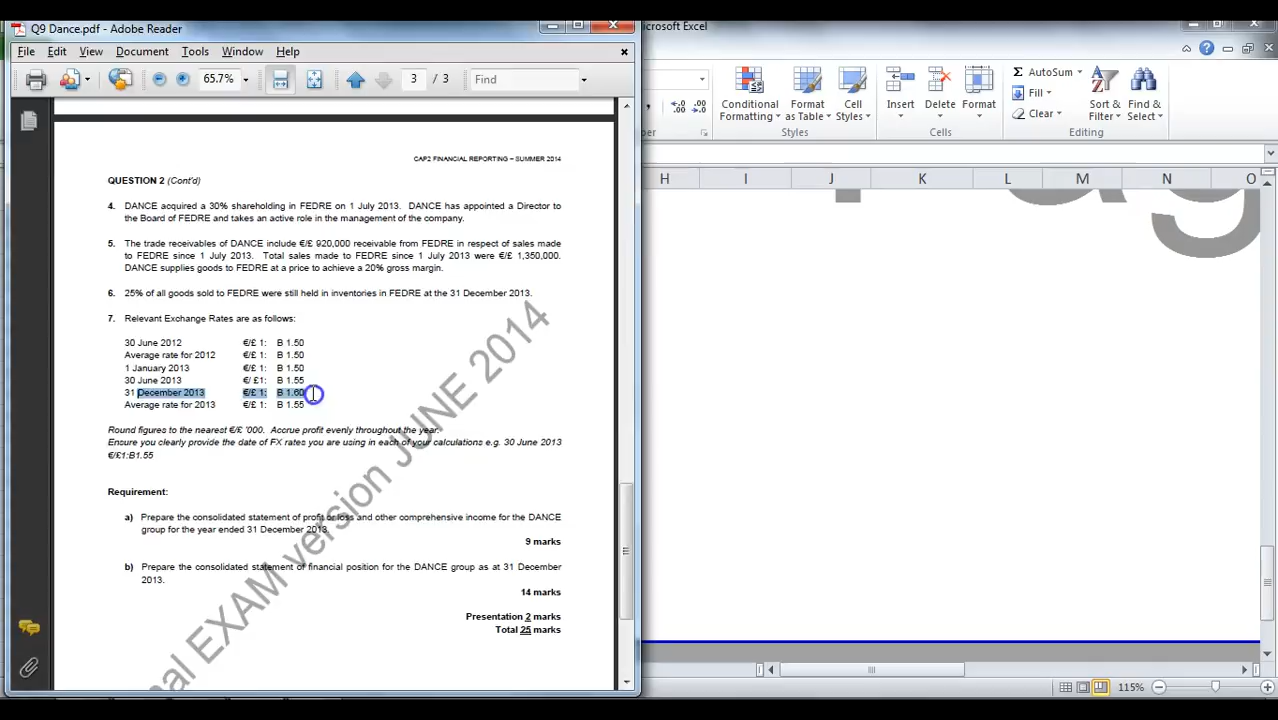 Q9 Dance.pdf - Adobe Reader
icrosoft Excel
File Edit View Document Tools Window Help
65.7% 3 / 3 Find
AutoSum
Fill
Clear
Conditional Formatting
Format as Table
Cell Styles
Insert
Delete
Format
Sort & Filter
Find & Select
ber
Styles
Cells
Editing
H I J K L M N O
CAP2 FINANCIAL REPORTING – SUMMER 2014
QUESTION 2 (Cont'd)
4. DANCE acquired a 30% shareholding in FEDRE on 1 July 2013. DANCE has appointed a Director to
the Board of FEDRE and takes an active role in the management of the company.
5. The trade receivables of DANCE include €/£ 920,000 receivable from FEDRE in respect of sales made
to FEDRE since 1 July 2013. Total sales made to FEDRE since 1 July 2013 were €/£ 1,350,000.
DANCE supplies goods to FEDRE at a price to achieve a 20% gross margin.
6. 25% of all goods sold to FEDRE were still held in inventories in FEDRE at the 31 December 2013.
7. Relevant Exchange Rates are as follows:
30 June 2012 €/£ 1: B 1.50
Average rate for 2012 €/£ 1: B 1.50
1 January 2013 €/£ 1: B 1.50
30 June 2013 €/ £1: B 1.55
31 December 2013 €/£ 1: B 1.60
Average rate for 2013 €/£ 1: B 1.55
Round figures to the nearest €/£ '000. Accrue profit evenly throughout the year.
Ensure you clearly provide the date of FX rates you are using in each of your calculations e.g. 30 June 2013
€/£1:B1.55
Requirement:
a) Prepare the consolidated statement of profit or loss and other comprehensive income for the DANCE
group for the year ended 31 December 2013.
9 marks
b) Prepare the consolidated statement of financial position for the DANCE group as at 31 December
2013.
14 marks
Presentation 2 marks
Total 25 marks
nal EXAM version JUNE 2014
115%